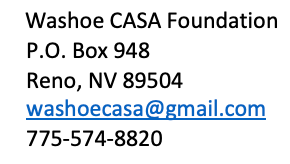 Washoe CASA Foundation
P.O. Box 948
Reno, NV 89504
washoecasa@gmail.com
775-574-8820